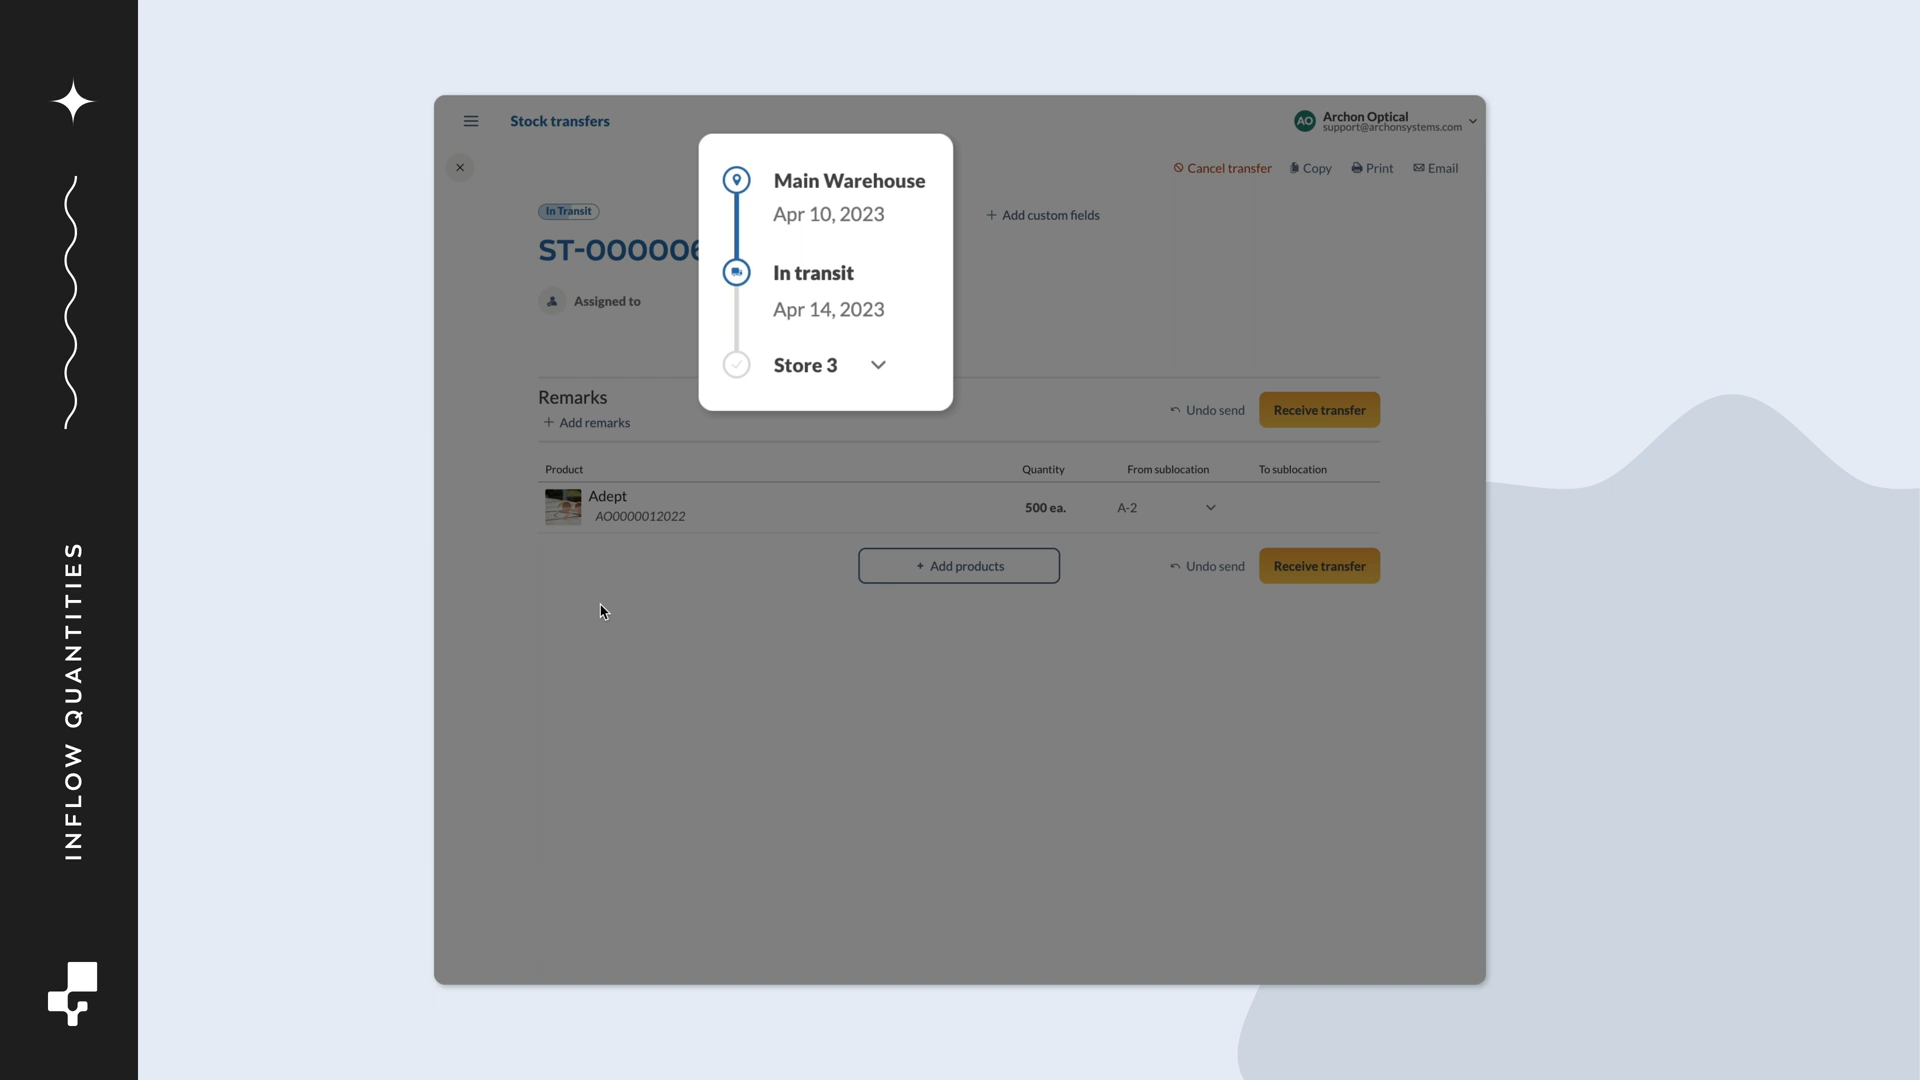 INFLOW QUANTITIES
Stock transfers
AO
Archon Optical
support@archonsystems.com
Cancel transfer
Copy
Print
Email
In Transit
ST-000006
Add custom fields
Assigned to
Main Warehouse
Apr 10, 2023
In transit
Apr 14, 2023
Store 3
Remarks
+ Add remarks
Undo send
Receive transfer
Product Quantity From sublocation To sublocation
Adept
AO0000012022
500 ea.
A-2
+ Add products
Undo send
Receive transfer